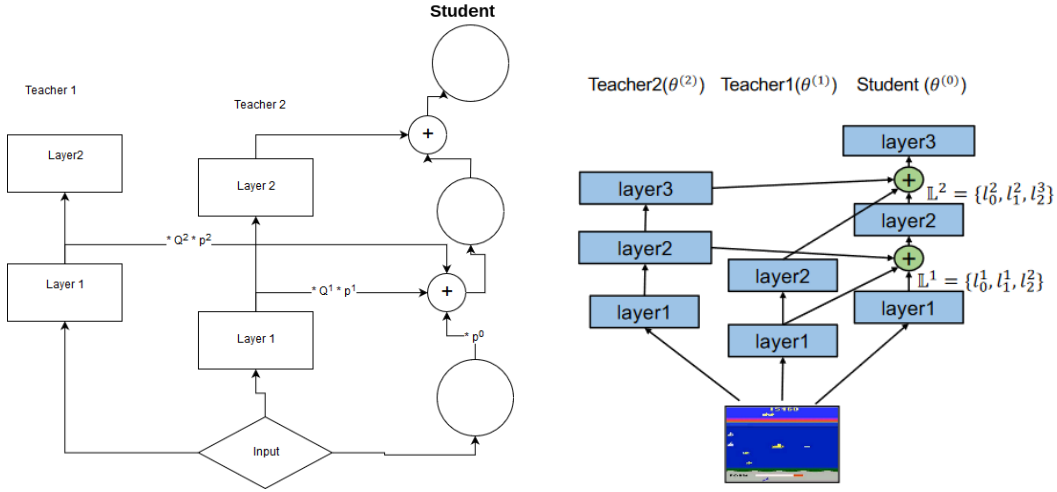 Student
Teacher 1
Teacher 2
Layer2
Layer 2
* Q² * p²
Layer 1
* Q¹ * p¹
Layer 1
* p⁰
Input
Teacher2(θ⁽²⁾) Teacher1(θ⁽¹⁾) Student (θ⁽⁰⁾)
layer3
layer3
𝕃² = {l₀², l₁², l₂³}
layer2
layer2
layer2
𝕃¹ = {l₀¹, l₁¹, l₂²}
layer1
layer1
layer1
15460